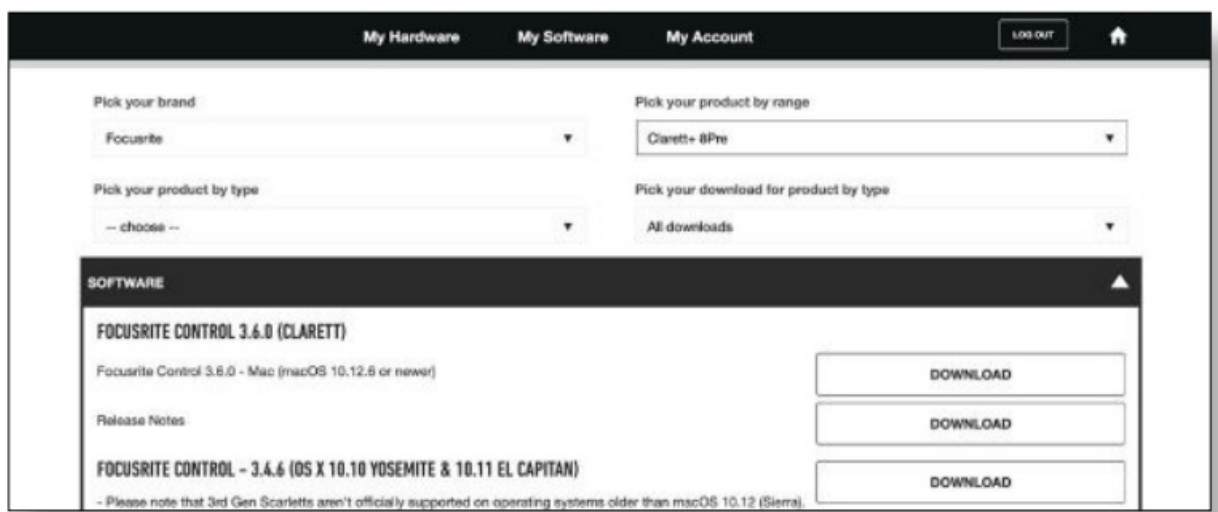 My Hardware My Software My Account LOG OUT
Pick your brand
Focusrite
Pick your product by range
Clarett+ 8Pre
Pick your product by type
-- choose --
Pick your download for product by type
All downloads
SOFTWARE
FOCUSRITE CONTROL 3.6.0 (CLARETT)
Focusrite Control 3.6.0 - Mac (macOS 10.12.6 or newer)
DOWNLOAD
Release Notes
DOWNLOAD
FOCUSRITE CONTROL - 3.4.6 (OS X 10.10 YOSEMITE & 10.11 EL CAPITAN)
DOWNLOAD
- Please note that 3rd Gen Scarletts aren't officially supported on operating systems older than macOS 10.12 (Sierra).